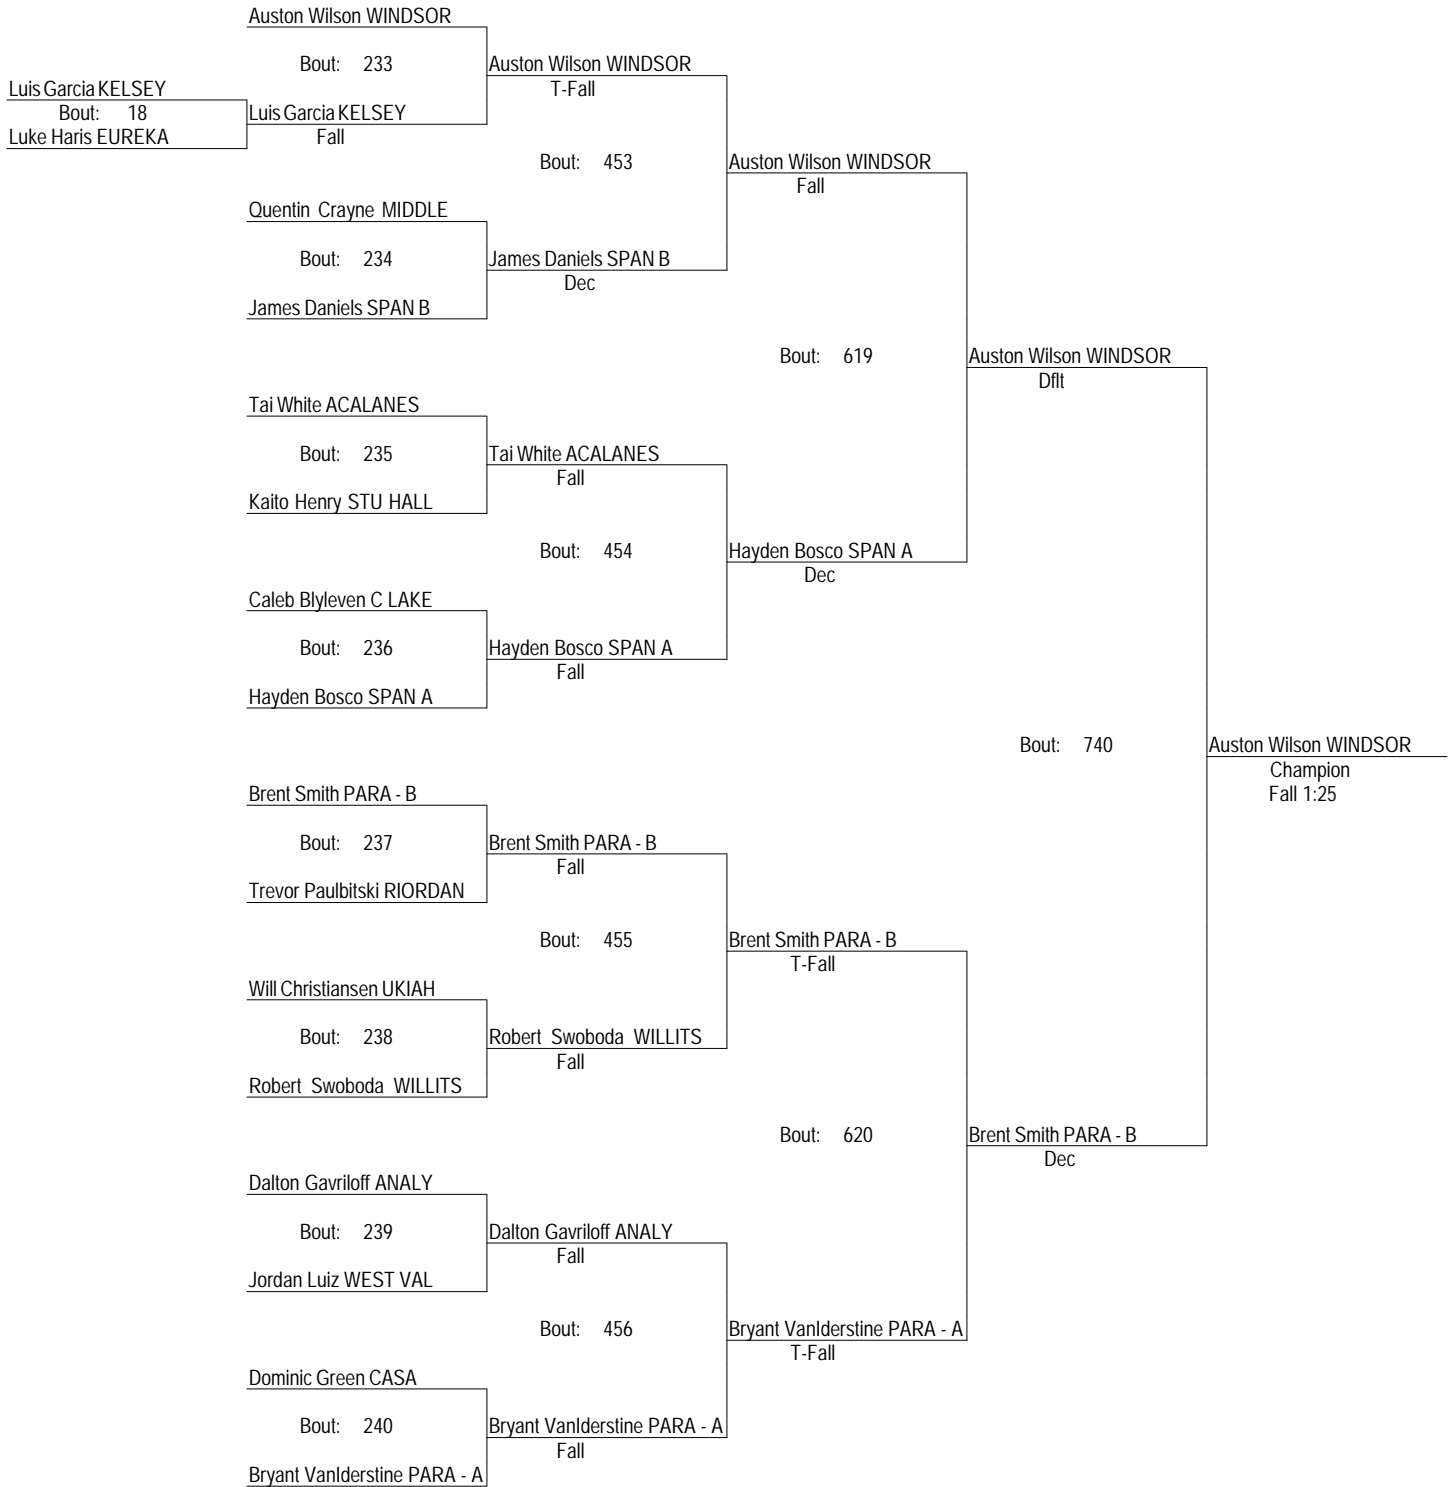 Auston Wilson WINDSOR
Bout: 233
Auston Wilson WINDSOR
T-Fall
Luis Garcia KELSEY
Bout: 18
Luke Haris EUREKA
Luis Garcia KELSEY
Fall
Bout: 453
Auston Wilson WINDSOR
Fall
Quentin Crayne MIDDLE
Bout: 234
James Daniels SPAN B
Dec
James Daniels SPAN B
Bout: 619
Auston Wilson WINDSOR
Dflt
Tai White ACALANES
Bout: 235
Tai White ACALANES
Fall
Kaito Henry STU HALL
Bout: 454
Hayden Bosco SPAN A
Dec
Caleb Blyleven C LAKE
Bout: 236
Hayden Bosco SPAN A
Fall
Hayden Bosco SPAN A
Bout: 740
Auston Wilson WINDSOR
Champion
Fall 1:25
Brent Smith PARA - B
Bout: 237
Brent Smith PARA - B
Fall
Trevor Paulbitski RIORDAN
Bout: 455
Brent Smith PARA - B
T-Fall
Will Christiansen UKIAH
Bout: 238
Robert Swoboda WILLITS
Fall
Robert Swoboda WILLITS
Bout: 620
Brent Smith PARA - B
Dec
Dalton Gavriloff ANALY
Bout: 239
Dalton Gavriloff ANALY
Fall
Jordan Luiz WEST VAL
Bout: 456
Bryant VanIderstine PARA - A
T-Fall
Dominic Green CASA
Bout: 240
Bryant VanIderstine PARA - A
Fall
Bryant VanIderstine PARA - A